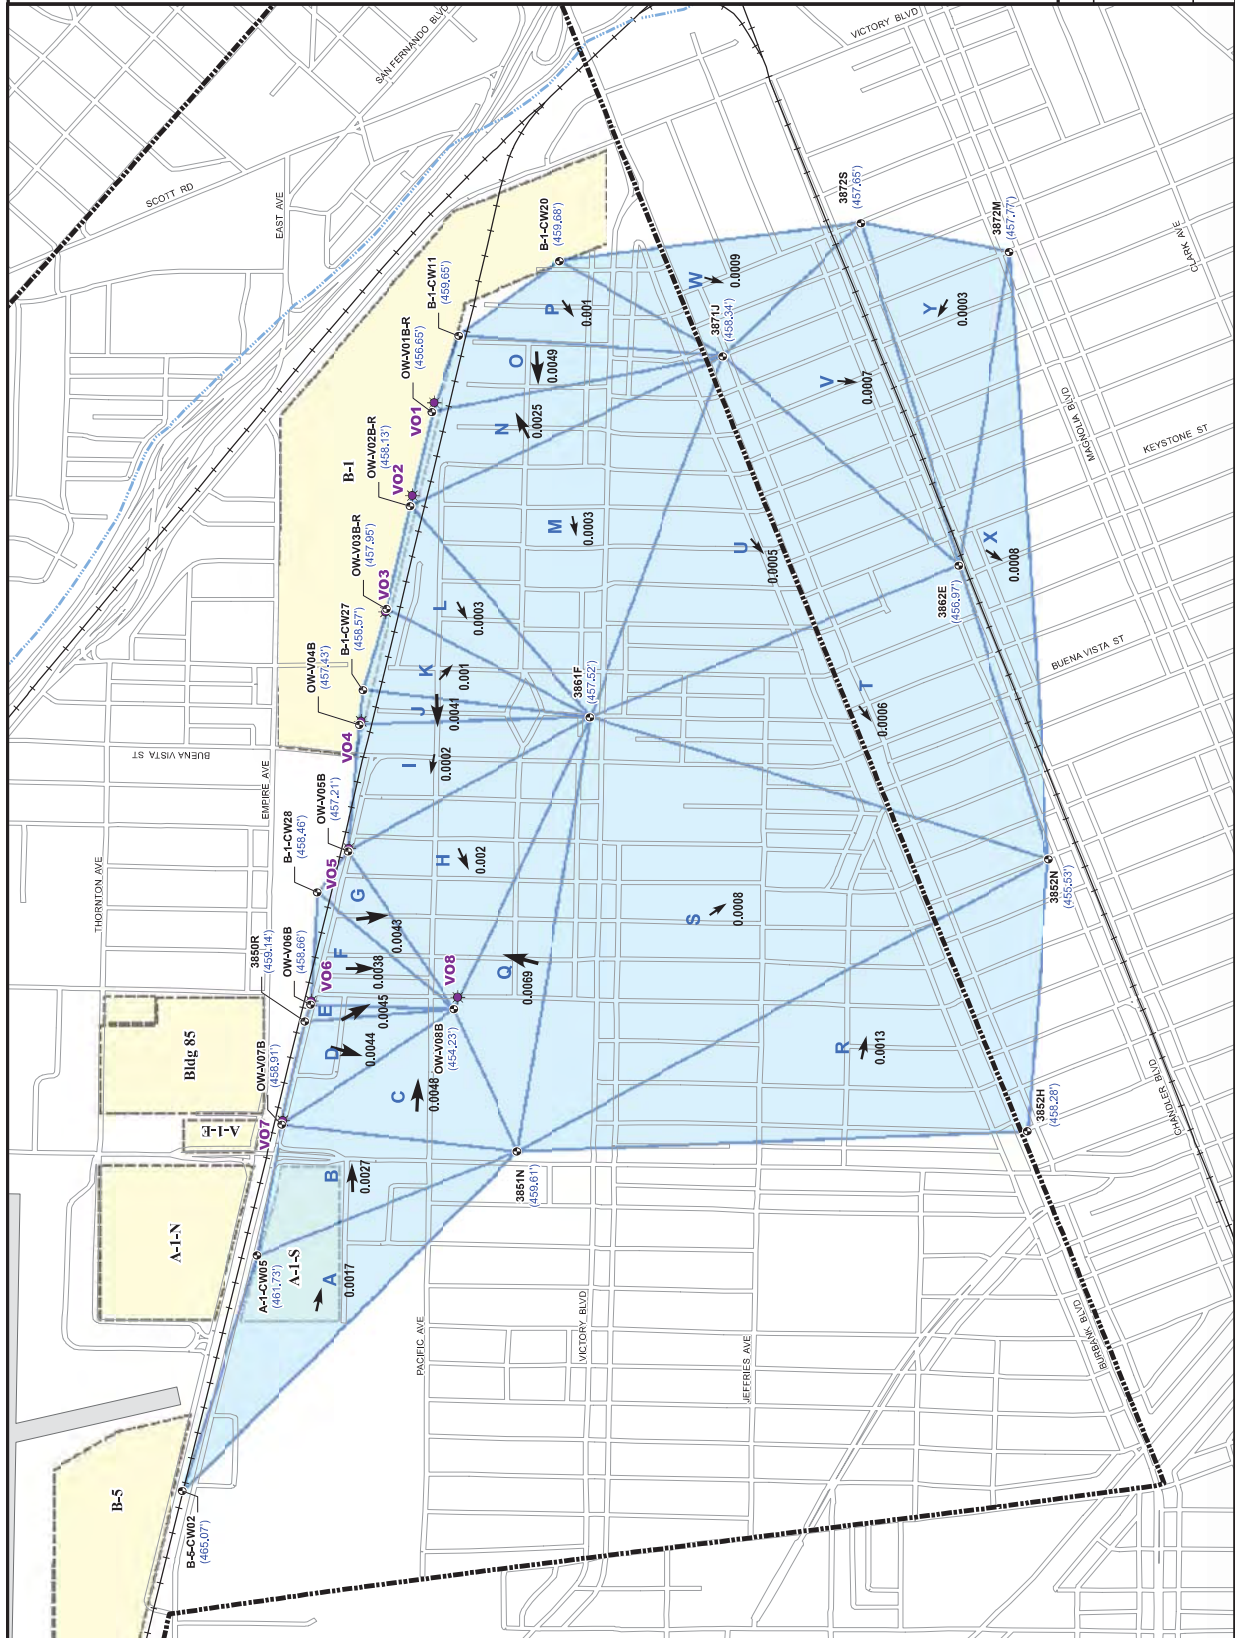 SAN FERNANDO BLVD
VICTORY BLVD
SCOTT RD
EAST AVE
B-1-CW20
(459.68')
3872S
(457.65')
3872M
(457.77')
CLARK AVE
B-1-CW11
(459.65')
P
0.001
W
0.0009
3871J
(458.34')
Y
0.0003
OW-V01B-R
(456.65')
VO1
O
0.0049
N
0.0025
V
0.0007
MAGNOLIA BLVD
KEYSTONE ST
B-1
OW-V02B-R
(458.13')
VO2
OW-V03B-R
(457.95')
VO3
M
0.0003
U
0.0005
X
0.0008
3862E
(456.97')
BUENA VISTA ST
B-1-CW27
(458.57')
OW-V04B
(457.43')
VO4
L
0.0003
K
0.001
J
0.0041
3861F
(457.52')
T
0.0006
BUENA VISTA ST
EMPIRE AVE
I
0.0002
OW-V05B
(457.21')
VO5
B-1-CW28
(458.46')
H
0.002
G
0.0043
S
0.0008
3852N
(455.53')
THORNTON AVE
3850R
(459.14')
OW-V06B
(458.66')
VO6
F
0.0038
E
0.0045
D
0.0044
VO8
OW-V08B
(454.23')
Q
0.0069
Bldg 85
OW-V07B
(458.91')
VO7
A-1-E
C
0.0048
R
0.0013
3852H
(458.28')
CHANDLER BLVD
B
0.0027
3851N
(459.61')
A-1-N
A-1-S
A-1-CW05
(461.73')
A
0.0017
PACIFIC AVE
VICTORY BLVD
JEFFRIES AVE
BURBANK BLVD
B-5
B-5-CW02
(465.07')